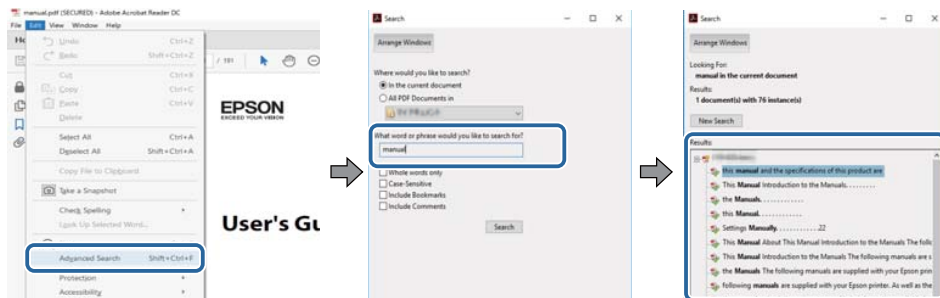 manual.pdf (SECURED) - Adobe Acrobat Reader DC
File Edit View Window Help
Undo Ctrl+Z
Redo Shift+Ctrl+Z
Cut Ctrl+X
Copy Ctrl+C
Paste Ctrl+V
Delete
Select All Ctrl+A
Deselect All Shift+Ctrl+A
Copy File to Clipboard
Take a Snapshot
Check Spelling
Look Up Selected Word...
Advanced Search Shift+Ctrl+F
Protection
Accessibility
/ 191
EPSON
EXCEED YOUR VISION
User's Gu
Search
Arrange Windows
Where would you like to search?
In the current document
All PDF Documents in
What word or phrase would you like to search for?
manual
Whole words only
Case-Sensitive
Include Bookmarks
Include Comments
Search
Search
Arrange Windows
Looking For:
manual in the current document
Results:
1 document(s) with 76 instance(s)
New Search
Results:
this manual and the specifications of this product are
This Manual Introduction to the Manuals. . . . . . . . .
the Manuals. . . . . . . . . . . . .
this Manual. . . . . . . . . . . . .
Settings Manually. . . . . . . . . . . . .22
This Manual About This Manual Introduction to the Manuals The follo
This Manual Introduction to the Manuals The following manuals are s
the Manuals The following manuals are supplied with your Epson prin
following manuals are supplied with your Epson printer. As well as the